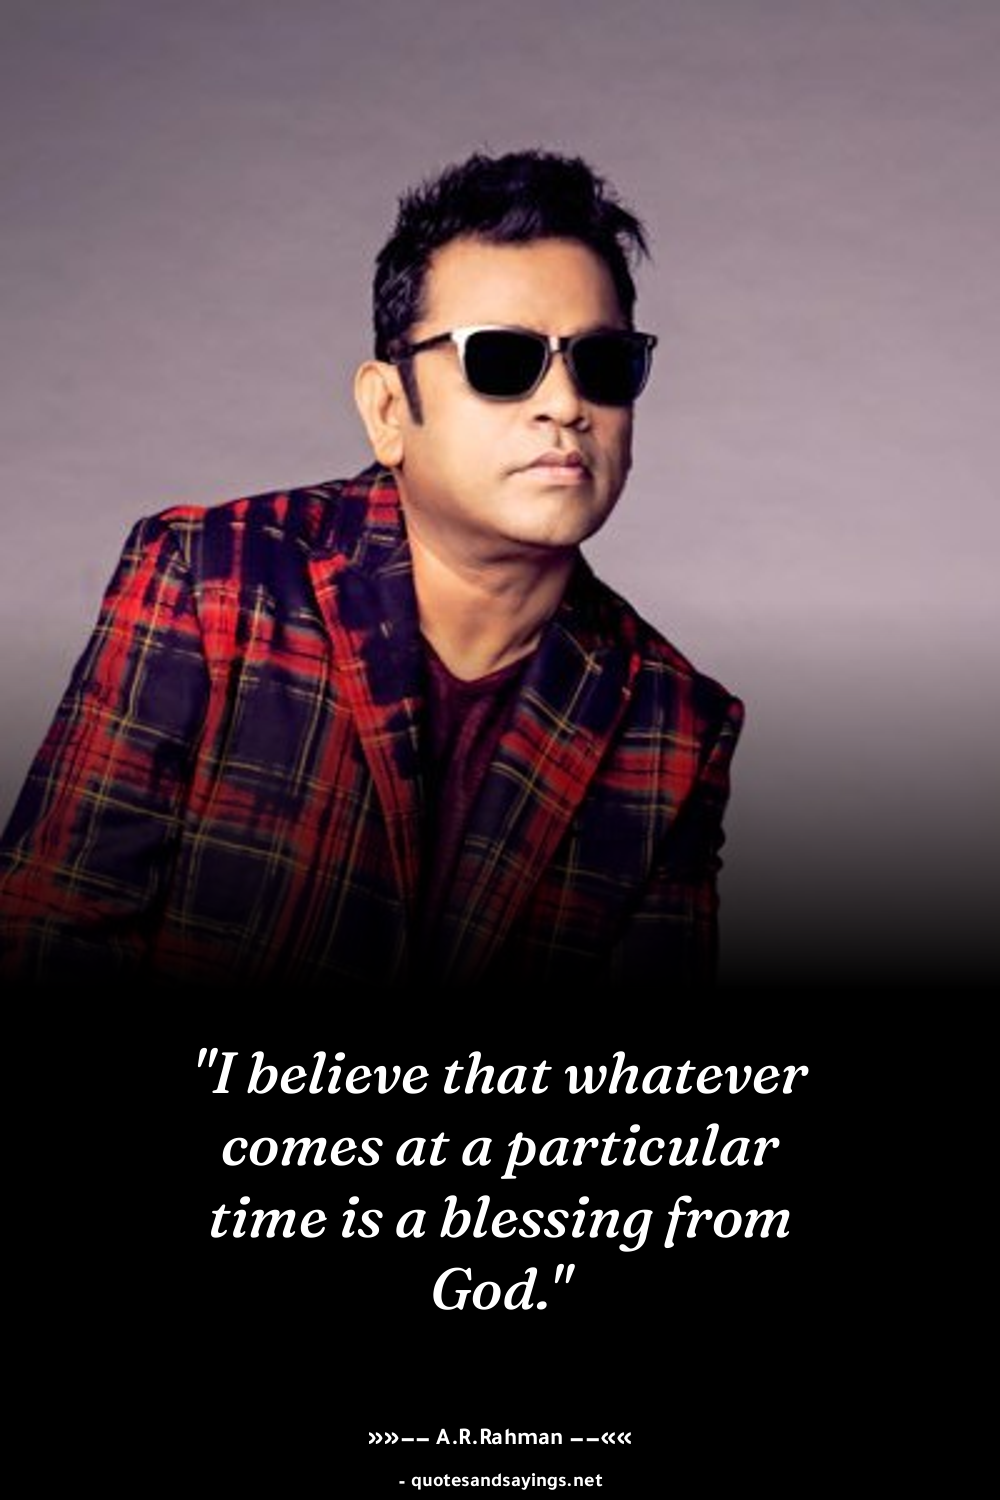 "I believe that whatever
comes at a particular
time is a blessing from
God."
»»–– A.R.Rahman ––««
- quotesandsayings.net